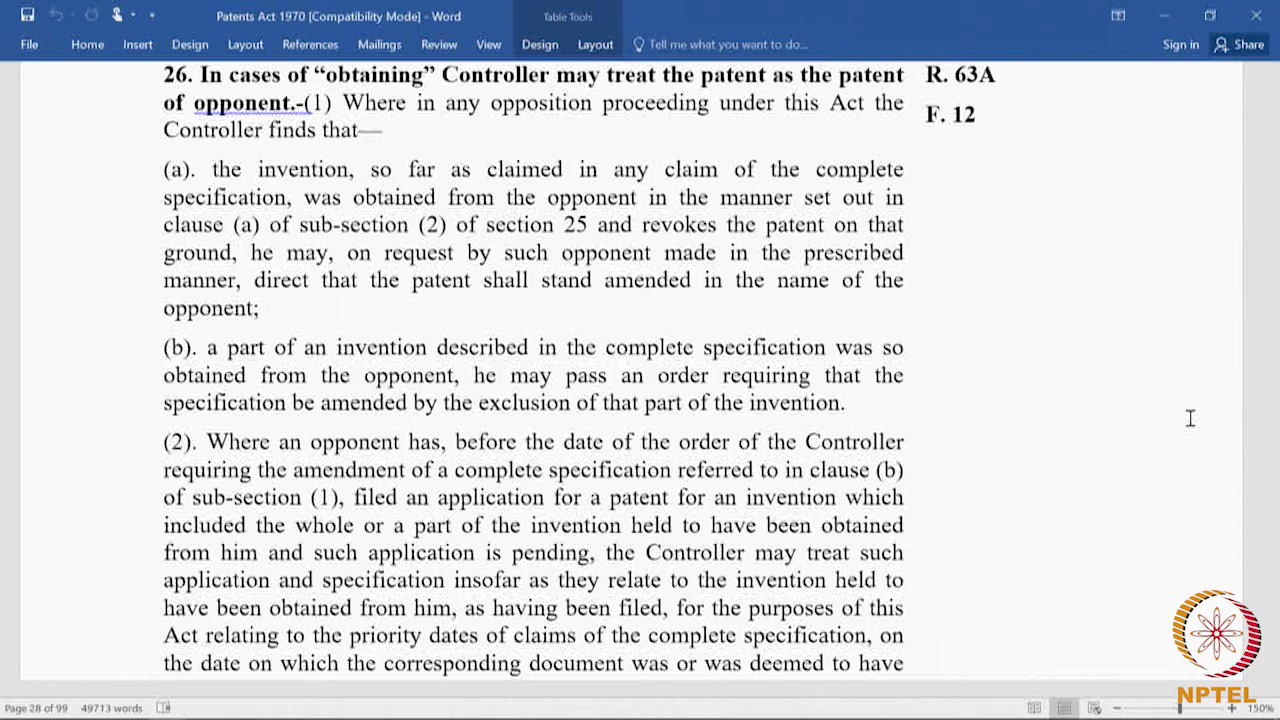 Patents Act 1970 [Compatibility Mode] - Word
Table Tools
File Home Insert Design Layout References Mailings Review View Design Layout Tell me what you want to do... Sign in Share
26. In cases of “obtaining” Controller may treat the patent as the patent R. 63A
of opponent.-(1) Where in any opposition proceeding under this Act the
F. 12
Controller finds that—
(a). the invention, so far as claimed in any claim of the complete
specification, was obtained from the opponent in the manner set out in
clause (a) of sub-section (2) of section 25 and revokes the patent on that
ground, he may, on request by such opponent made in the prescribed
manner, direct that the patent shall stand amended in the name of the
opponent;
(b). a part of an invention described in the complete specification was so
obtained from the opponent, he may pass an order requiring that the
specification be amended by the exclusion of that part of the invention.
(2). Where an opponent has, before the date of the order of the Controller
requiring the amendment of a complete specification referred to in clause (b)
of sub-section (1), filed an application for a patent for an invention which
included the whole or a part of the invention held to have been obtained
from him and such application is pending, the Controller may treat such
application and specification insofar as they relate to the invention held to
have been obtained from him, as having been filed, for the purposes of this
Act relating to the priority dates of claims of the complete specification, on
the date on which the corresponding document was or was deemed to have
NPTEL
Page 28 of 99 49713 words 150%